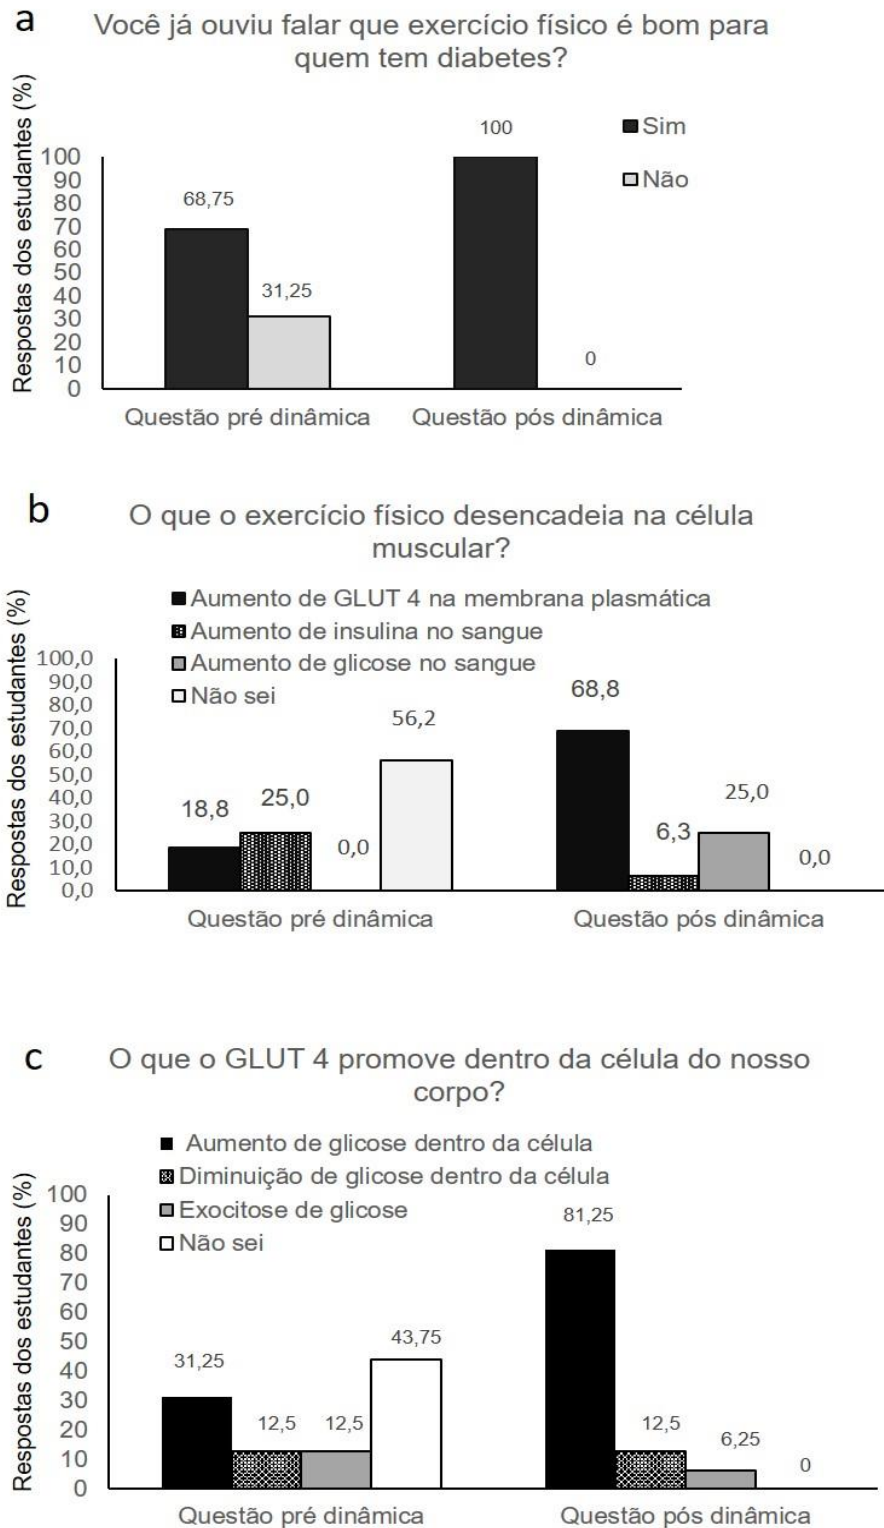 a
Você já ouviu falar que exercício físico é bom para
quem tem diabetes?
Respostas dos estudantes (%)
Sim
Não
100
90
80
70
60
50
40
30
20
10
0
68,75
31,25
100
0
Questão pré dinâmica
Questão pós dinâmica
b
O que o exercício físico desencadeia na célula
muscular?
Respostas dos estudantes (%)
Aumento de GLUT 4 na membrana plasmática
Aumento de insulina no sangue
Aumento de glicose no sangue
Não sei
100,0
90,0
80,0
70,0
60,0
50,0
40,0
30,0
20,0
10,0
0,0
18,8
25,0
0,0
56,2
68,8
6,3
25,0
0,0
Questão pré dinâmica
Questão pós dinâmica
c
O que o GLUT 4 promove dentro da célula do nosso
corpo?
Respostas dos estudantes (%)
Aumento de glicose dentro da célula
Diminuição de glicose dentro da célula
Exocitose de glicose
Não sei
100
90
80
70
60
50
40
30
20
10
0
31,25
12,5
12,5
43,75
81,25
12,5
6,25
0
Questão pré dinâmica
Questão pós dinâmica